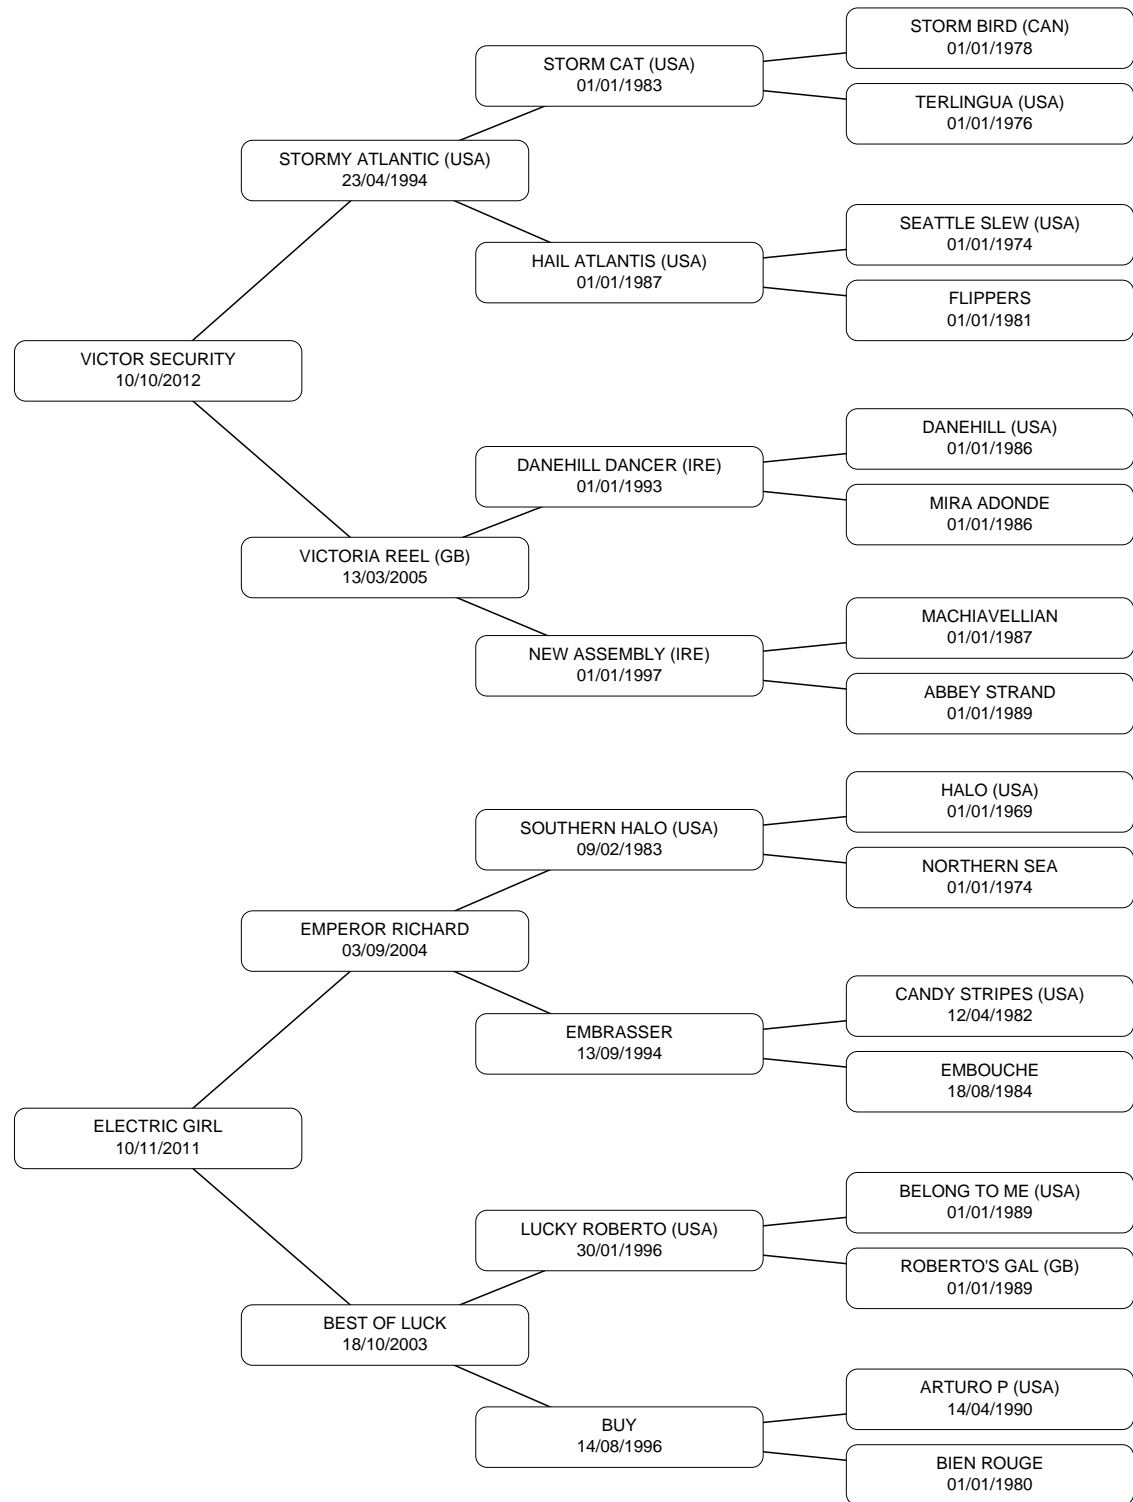 STORM BIRD (CAN)
01/01/1978
STORM CAT (USA)
01/01/1983
TERLINGUA (USA)
01/01/1976
STORMY ATLANTIC (USA)
23/04/1994
SEATTLE SLEW (USA)
01/01/1974
HAIL ATLANTIS (USA)
01/01/1987
FLIPPERS
01/01/1981
VICTOR SECURITY
10/10/2012
DANEHILL (USA)
01/01/1986
DANEHILL DANCER (IRE)
01/01/1993
MIRA ADONDE
01/01/1986
VICTORIA REEL (GB)
13/03/2005
MACHIAVELLIAN
01/01/1987
NEW ASSEMBLY (IRE)
01/01/1997
ABBEY STRAND
01/01/1989
HALO (USA)
01/01/1969
SOUTHERN HALO (USA)
09/02/1983
NORTHERN SEA
01/01/1974
EMPEROR RICHARD
03/09/2004
CANDY STRIPES (USA)
12/04/1982
EMBRASSER
13/09/1994
EMBOUCHE
18/08/1984
ELECTRIC GIRL
10/11/2011
BELONG TO ME (USA)
01/01/1989
LUCKY ROBERTO (USA)
30/01/1996
ROBERTO'S GAL (GB)
01/01/1989
BEST OF LUCK
18/10/2003
ARTURO P (USA)
14/04/1990
BUY
14/08/1996
BIEN ROUGE
01/01/1980